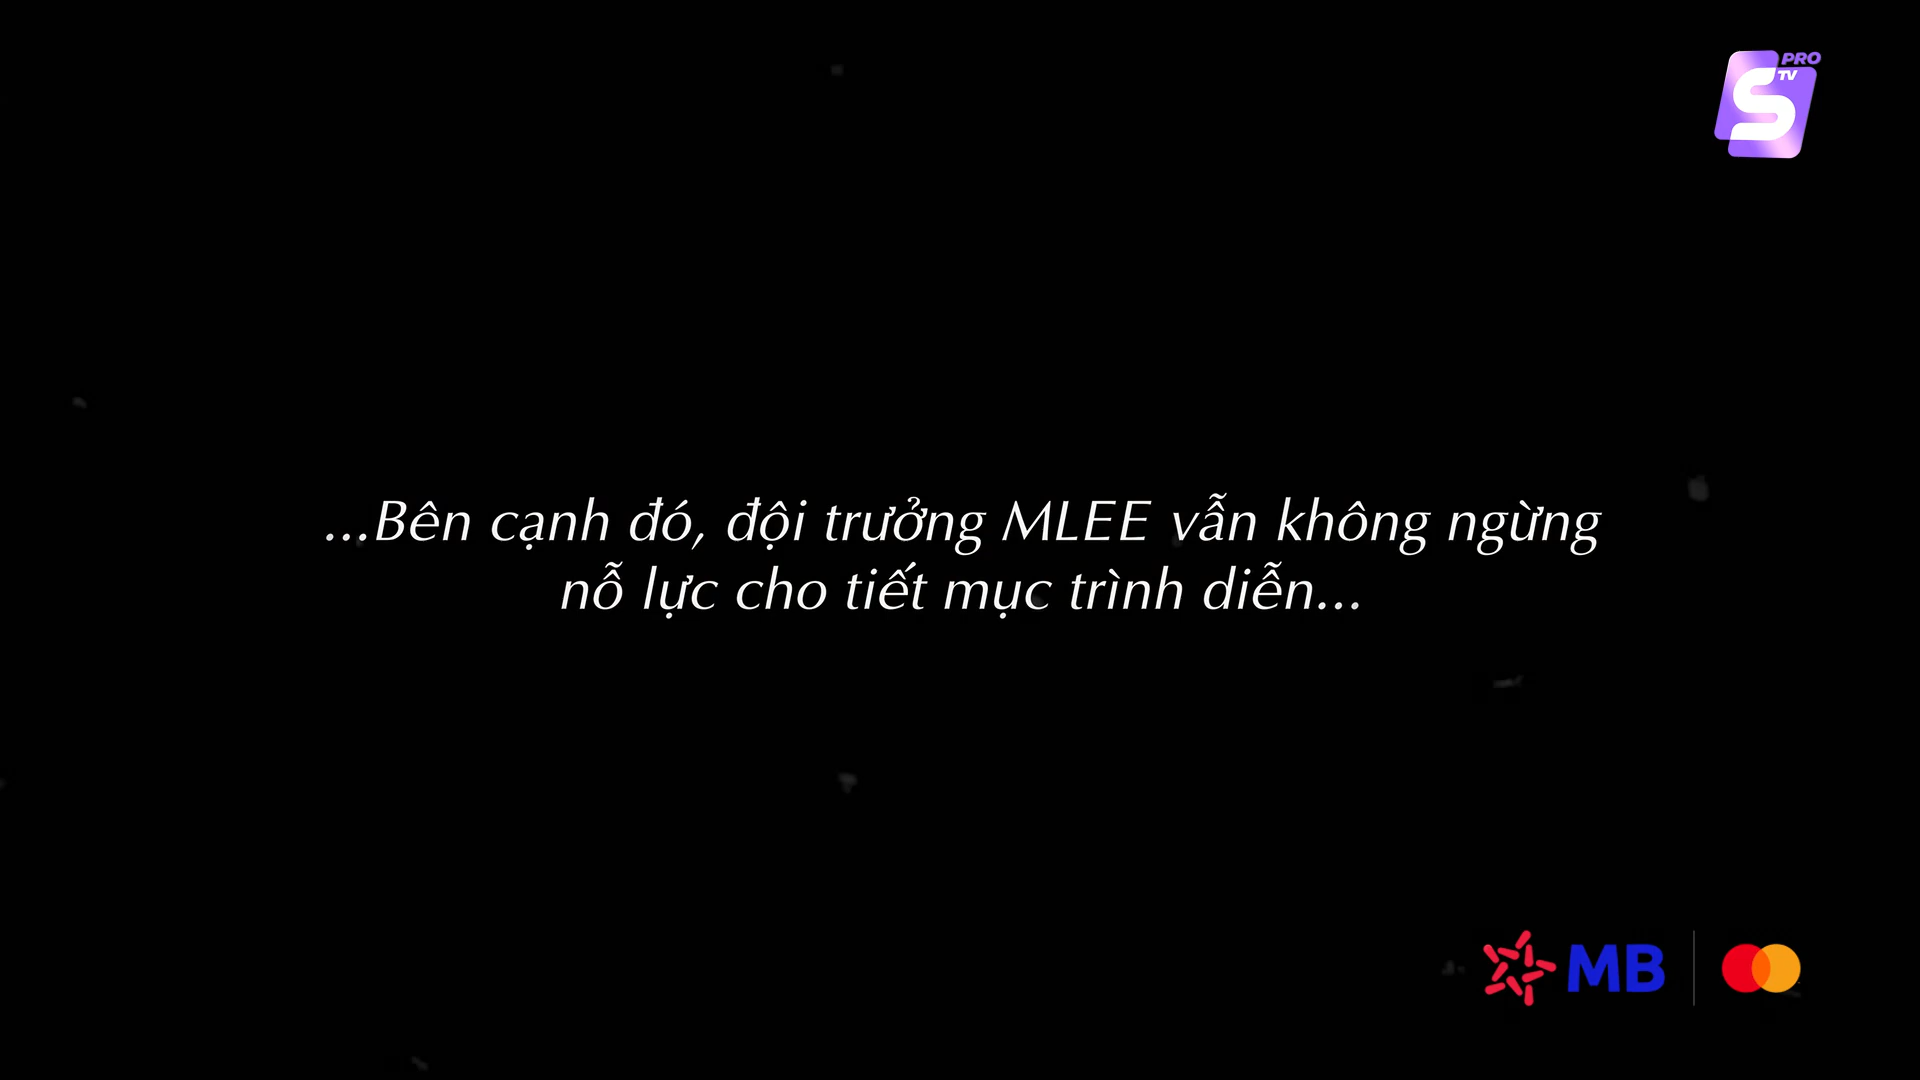 PRO
TV
S
...Bên cạnh đó, đội trưởng MLEE vẫn không ngừng
nỗ lực cho tiết mục trình diễn...
MB